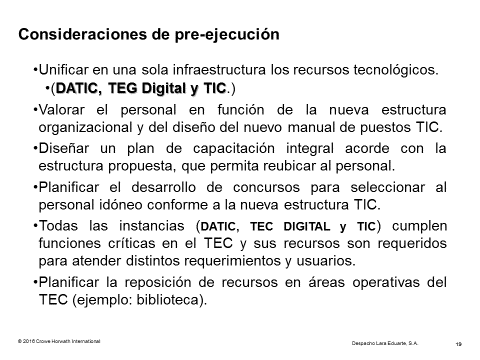 Consideraciones de pre-ejecución
•Unificar en una sola infraestructura los recursos tecnológicos.
•(DATIC, TEG Digital y TIC.)
•Valorar el personal en función de la nueva estructura
organizacional y del diseño del nuevo manual de puestos TIC.
•Diseñar un plan de capacitación integral acorde con la
estructura propuesta, que permita reubicar al personal.
•Planificar el desarrollo de concursos para seleccionar al
personal idóneo conforme a la nueva estructura TIC.
•Todas las instancias (DATIC, TEC DIGITAL y TIC) cumplen
funciones críticas en el TEC y sus recursos son requeridos
para atender distintos requerimientos y usuarios.
•Planificar la reposición de recursos en áreas operativas del
TEC (ejemplo: biblioteca).
© 2016 Crowe Horwath International
Despacho Lara Eduarte, S.A.
19